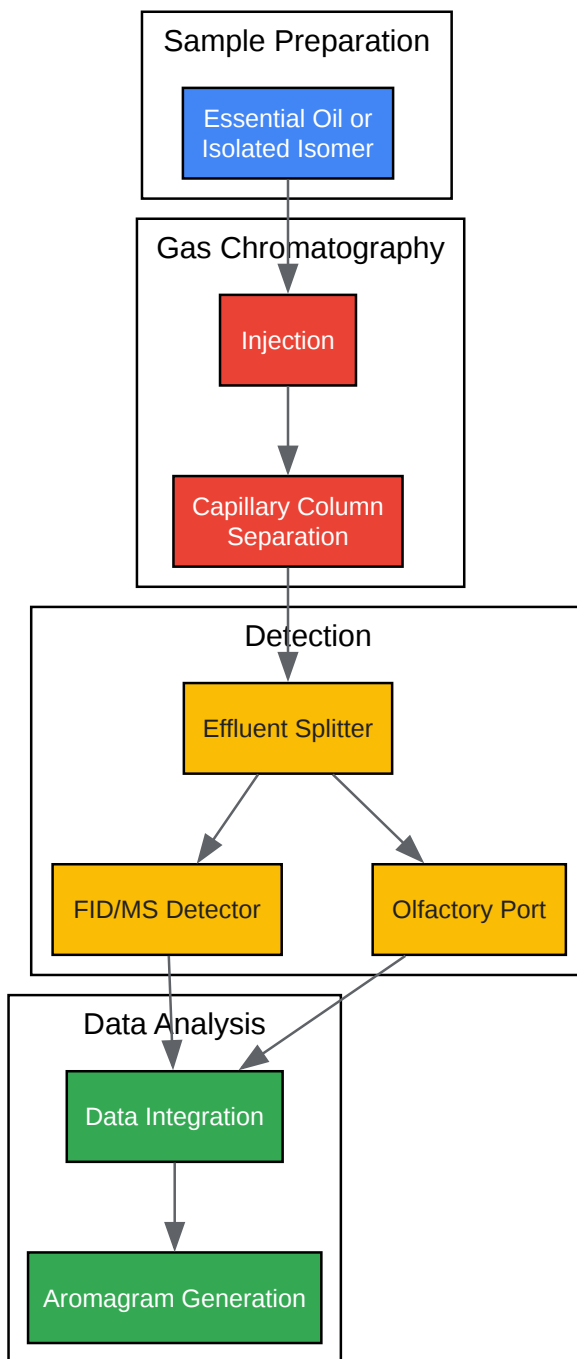 Sample Preparation
Essential Oil or
Isolated Isomer
Gas Chromatography
Injection
Capillary Column
Separation
Detection
Effluent Splitter
FID/MS Detector
Olfactory Port
Data Analysis
Data Integration
Aromagram Generation